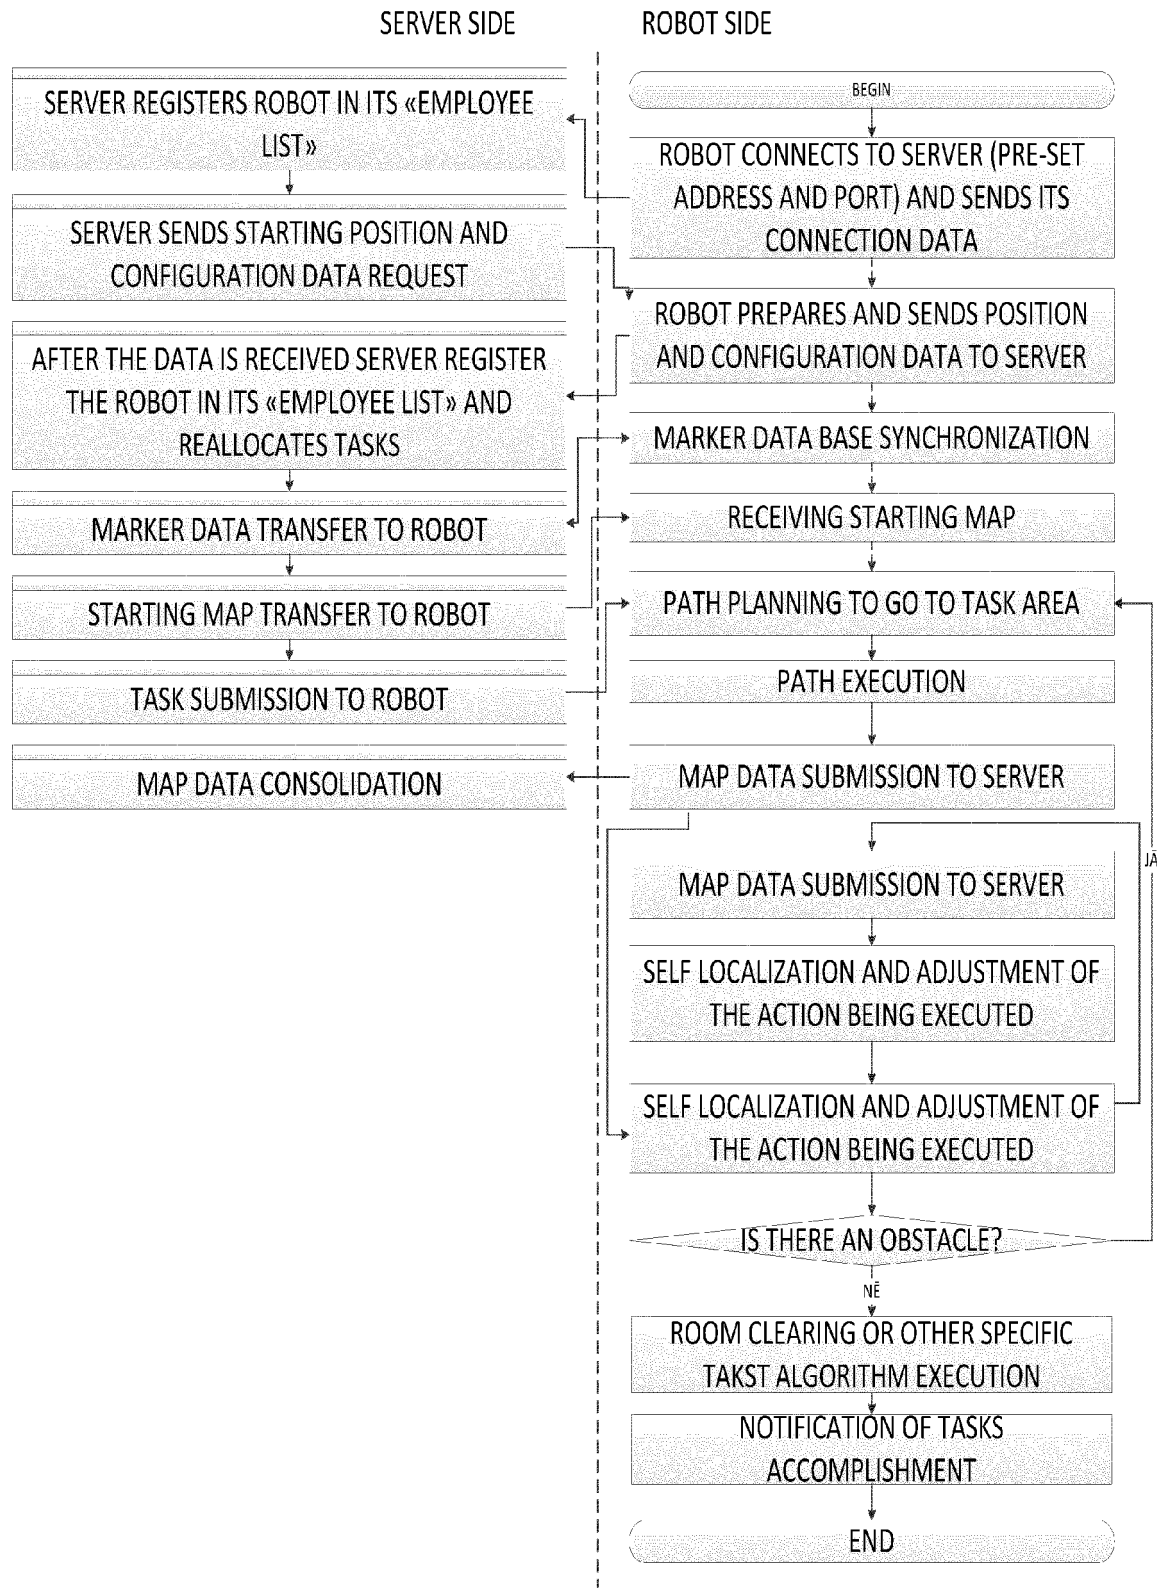 SERVER SIDE
SERVER REGISTERS ROBOT IN ITS «EMPLOYEE
LIST»
SERVER SENDS STARTING POSITION AND
CONFIGURATION DATA REQUEST
AFTER THE DATA IS RECEIVED SERVER REGISTER
THE ROBOT IN ITS «EMPLOYEE LIST» AND
REALLOCATES TASKS
MARKER DATA TRANSFER TO ROBOT
STARTING MAP TRANSFER TO ROBOT
TASK SUBMISSION TO ROBOT
MAP DATA CONSOLIDATION
ROBOT SIDE
BEGIN
ROBOT CONNECTS TO SERVER (PRE-SET
ADDRESS AND PORT) AND SENDS ITS
CONNECTION DATA
ROBOT PREPARES AND SENDS POSITION
AND CONFIGURATION DATA TO SERVER
MARKER DATA BASE SYNCHRONIZATION
RECEIVING STARTING MAP
PATH PLANNING TO GO TO TASK AREA
PATH EXECUTION
MAP DATA SUBMISSION TO SERVER
MAP DATA SUBMISSION TO SERVER
JĀ
SELF LOCALIZATION AND ADJUSTMENT OF
THE ACTION BEING EXECUTED
SELF LOCALIZATION AND ADJUSTMENT OF
THE ACTION BEING EXECUTED
IS THERE AN OBSTACLE?
NĒ
ROOM CLEARING OR OTHER SPECIFIC
TAKST ALGORITHM EXECUTION
NOTIFICATION OF TASKS
ACCOMPLISHMENT
END